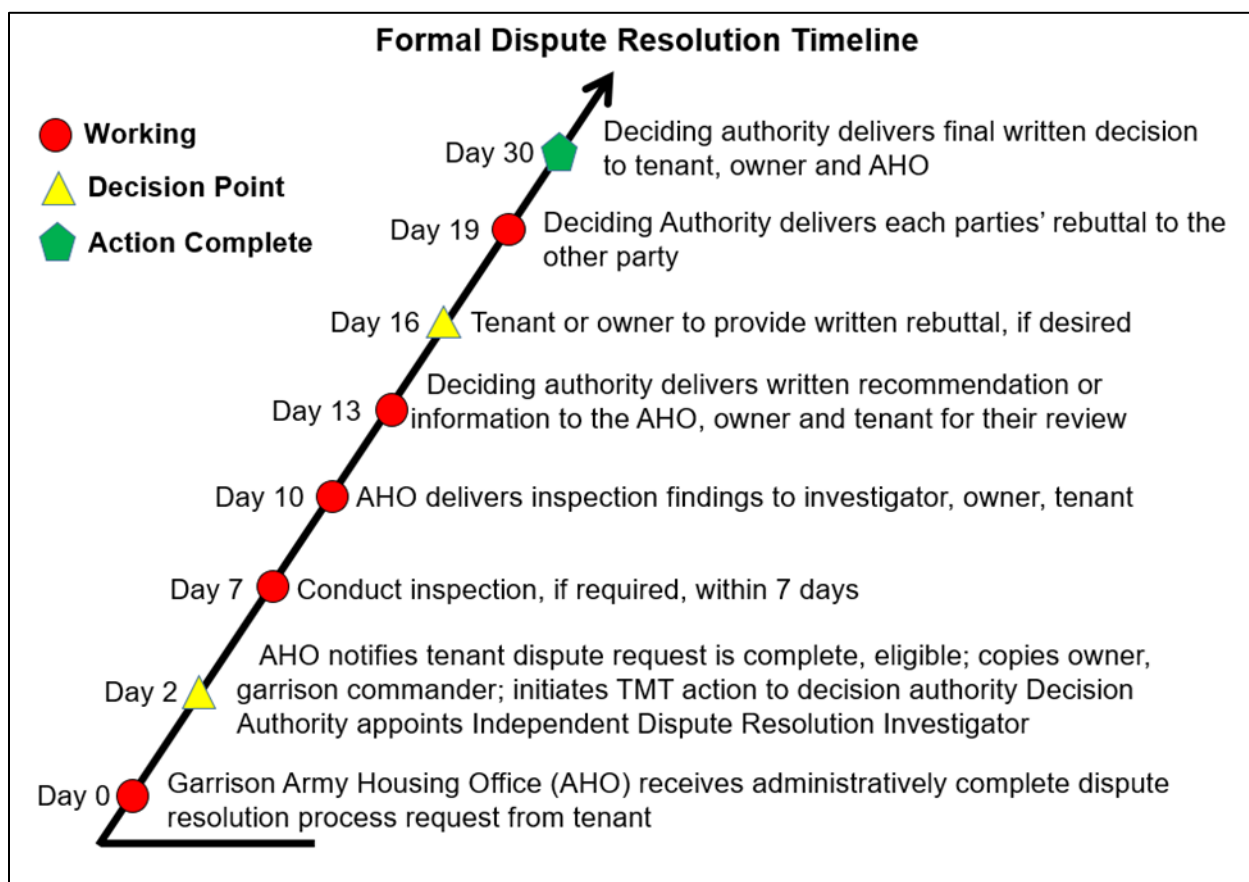 Formal Dispute Resolution Timeline
Working
Decision Point
Action Complete
Day 30
Deciding authority delivers final written decision
to tenant, owner and AHO
Day 19
Deciding Authority delivers each parties’ rebuttal to the
other party
Day 16
Tenant or owner to provide written rebuttal, if desired
Day 13
Deciding authority delivers written recommendation or
information to the AHO, owner and tenant for their review
Day 10
AHO delivers inspection findings to investigator, owner, tenant
Day 7
Conduct inspection, if required, within 7 days
Day 2
AHO notifies tenant dispute request is complete, eligible; copies owner,
garrison commander; initiates TMT action to decision authority Decision
Authority appoints Independent Dispute Resolution Investigator
Day 0
Garrison Army Housing Office (AHO) receives administratively complete dispute
resolution process request from tenant